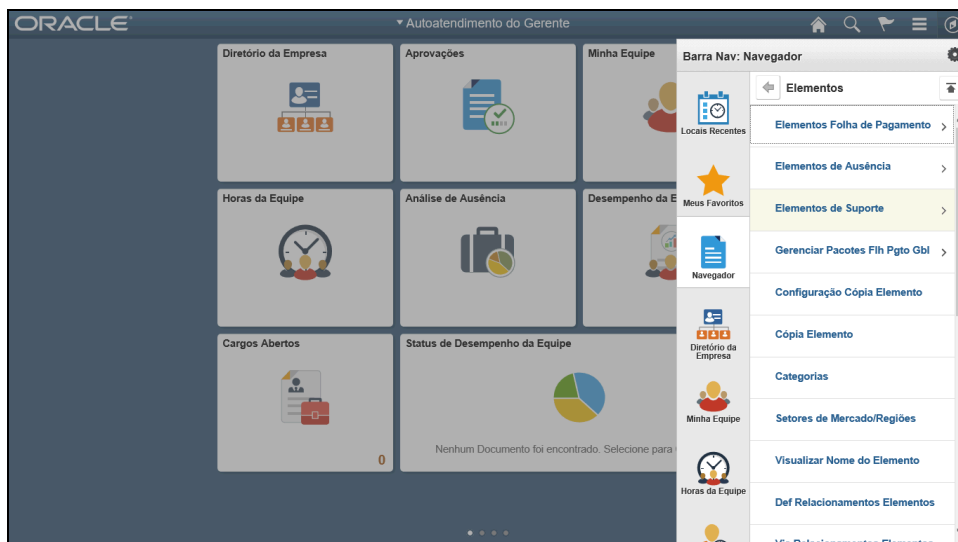 ORACLE
Autoatendimento do Gerente
Diretório da Empresa
Aprovações
Minha Equipe
Horas da Equipe
Análise de Ausência
Desempenho da E
Cargos Abertos
0
Status de Desempenho da Equipe
Nenhum Documento foi encontrado. Selecione para
Barra Nav: Navegador
Locais Recentes
Meus Favoritos
Navegador
Diretório da
Empresa
Minha Equipe
Horas da Equipe
Elementos
Elementos Folha de Pagamento
Elementos de Ausência
Elementos de Suporte
Gerenciar Pacotes Flh Pgto Gbl
Configuração Cópia Elemento
Cópia Elemento
Categorias
Setores de Mercado/Regiões
Visualizar Nome do Elemento
Def Relacionamentos Elementos